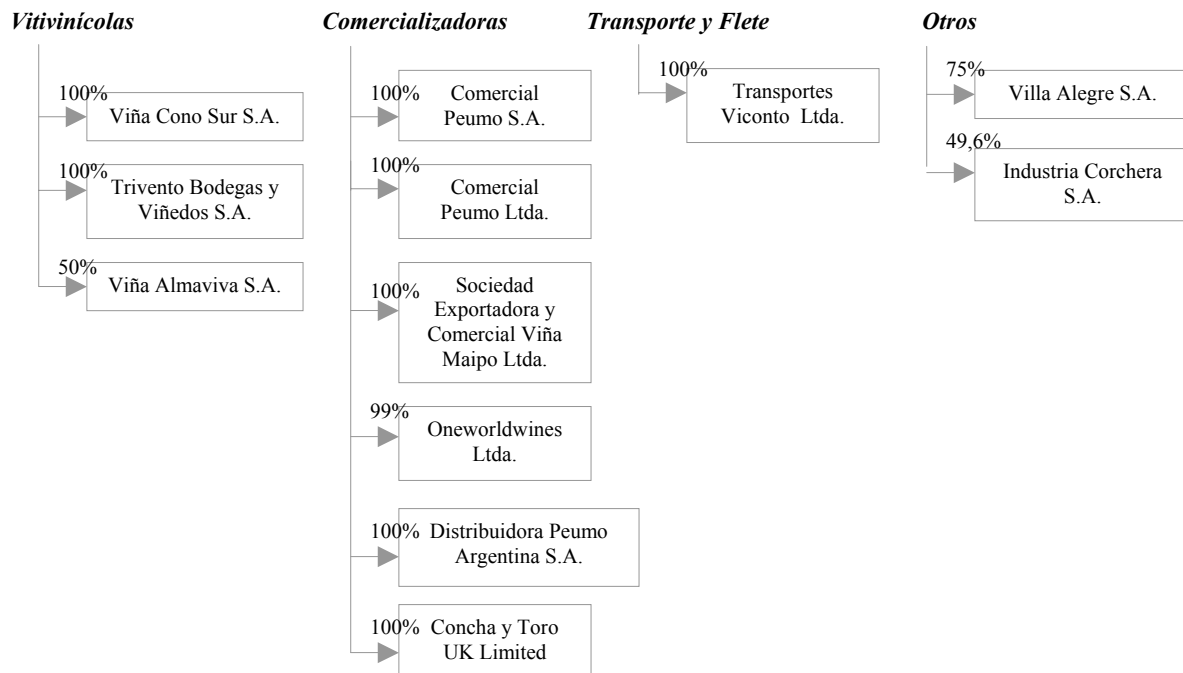 Vitivinícolas
100%
Viña Cono Sur S.A.
100%
Trivento Bodegas y
Viñedos S.A.
50%
Viña Almaviva S.A.
Comercializadoras
100%
Comercial
Peumo S.A.
100%
Comercial
Peumo Ltda.
100%
Sociedad
Exportadora y
Comercial Viña
Maipo Ltda.
99%
Oneworldwines
Ltda.
100%
Distribuidora Peumo
Argentina S.A.
100%
Concha y Toro
UK Limited
Transporte y Flete
100%
Transportes
Viconto Ltda.
Otros
75%
Villa Alegre S.A.
49,6%
Industria Corchera
S.A.